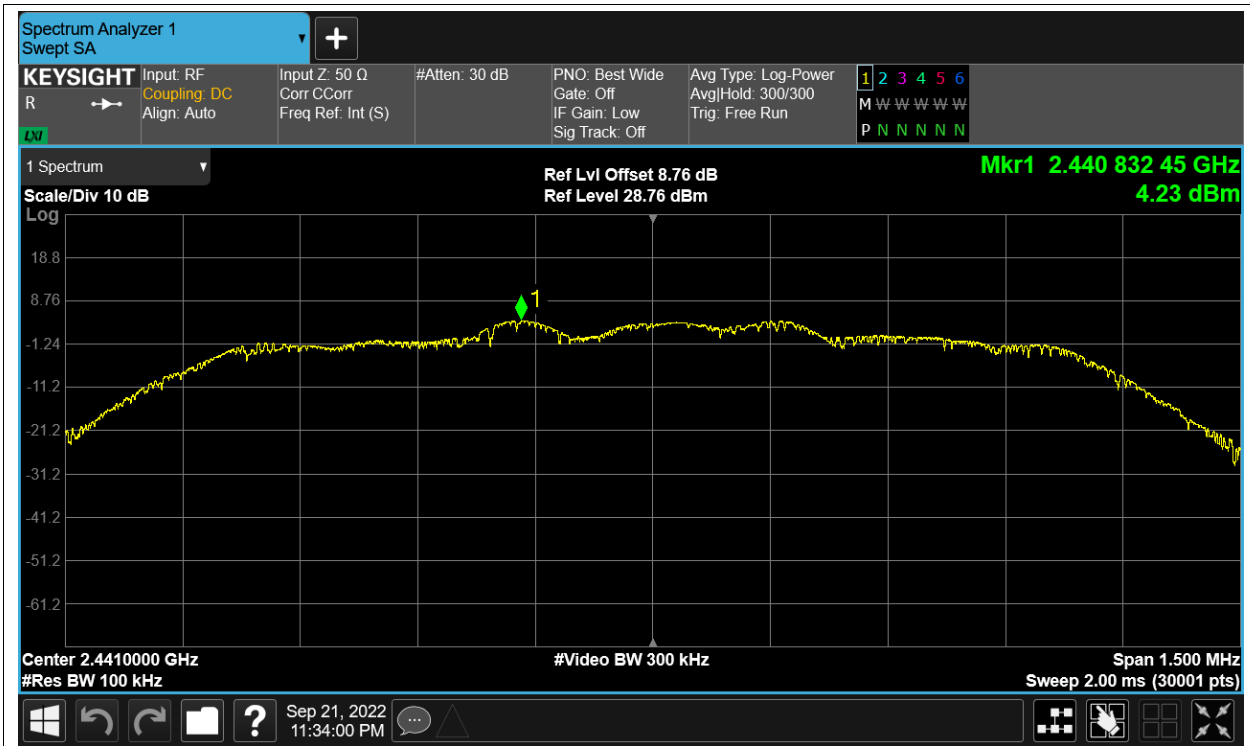 Spectrum Analyzer 1
Swept SA
KEYSIGHT
R
LXI
Input: RF
Coupling: DC
Align: Auto
Input Z: 50 Ω
Corr CCorr
Freq Ref: Int (S)
#Atten: 30 dB
PNO: Best Wide
Gate: Off
IF Gain: Low
Sig Track: Off
Avg Type: Log-Power
Avg|Hold: 300/300
Trig: Free Run
1 2 3 4 5 6
M W W W W W
P N N N N N
1 Spectrum
Scale/Div 10 dB
Log
Ref Lvl Offset 8.76 dB
Ref Level 28.76 dBm
Mkr1 2.440 832 45 GHz
4.23 dBm
18.8
8.76
1
-1.24
-11.2
-21.2
-31.2
-41.2
-51.2
-61.2
Center 2.4410000 GHz
#Res BW 100 kHz
#Video BW 300 kHz
Span 1.500 MHz
Sweep 2.00 ms (30001 pts)
?
Sep 21, 2022
11:34:00 PM